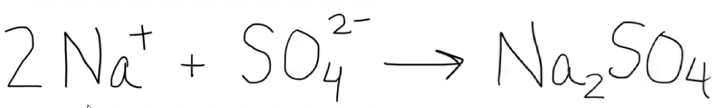 2 Na⁺ + SO₄²⁻ → Na₂SO₄